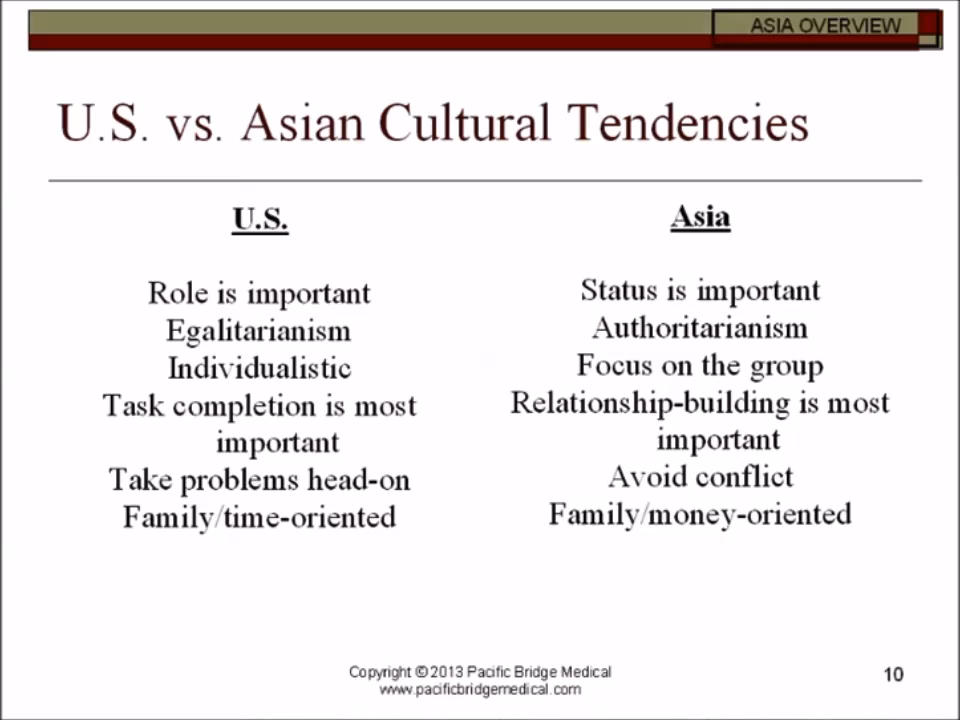 ASIA OVERVIEW
U.S. vs. Asian Cultural Tendencies
U.S.
Role is important
Egalitarianism
Individualistic
Task completion is most
important
Take problems head-on
Family/time-oriented
Asia
Status is important
Authoritarianism
Focus on the group
Relationship-building is most
important
Avoid conflict
Family/money-oriented
Copyright © 2013 Pacific Bridge Medical
www.pacificbridgemedical.com
10